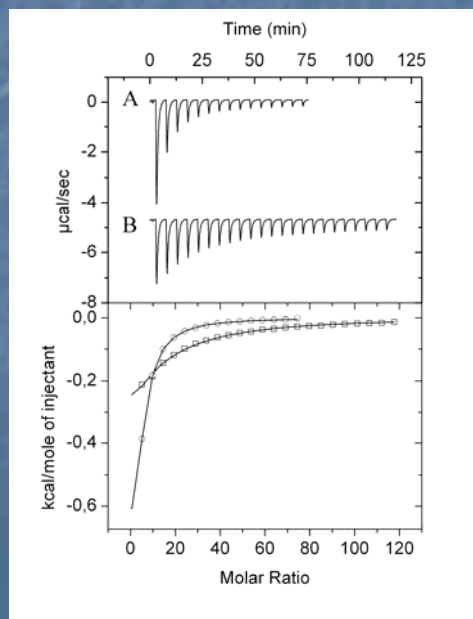 Time (min)
0 25 50 75 100 125
A
0
-2
-4
B
-6
-8
µcal/sec
0,0
-0,2
-0,4
-0,6
kcal/mole of injectant
0 20 40 60 80 100 120
Molar Ratio